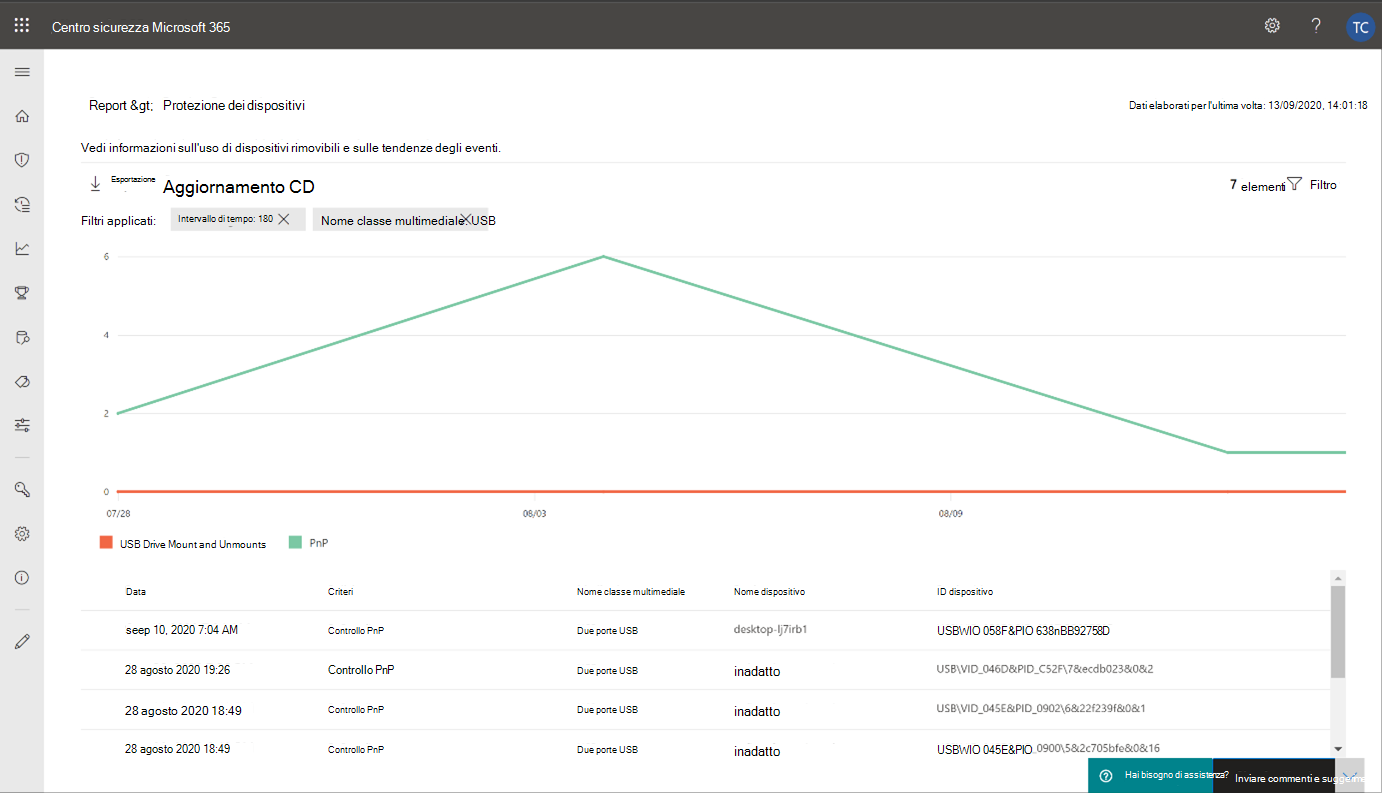 Centro sicurezza Microsoft 365
?
TC
Report &gt; Protezione dei dispositivi
Dati elaborati per l'ultima volta: 13/09/2020, 14:01:18
Vedi informazioni sull'uso di dispositivi rimovibili e sulle tendenze degli eventi.
Esportazione Aggiornamento CD
7 elementi Filtro
Filtri applicati: Intervallo di tempo: 180 Nome classe multimediale: USB
6
4
2
0
07/28 08/03 08/09
USB Drive Mount and Unmounts PnP
Data Criteri Nome classe multimediale Nome dispositivo ID dispositivo
seep 10, 2020 7:04 AM Controllo PnP Due porte USB desktop-lj7irb1 USBWIO 058F&PIO 638nBB92758D
28 agosto 2020 19:26 Controllo PnP Due porte USB inadatto USB\VID_046D&PID_C52F\7&ecdb023&0&2
28 agosto 2020 18:49 Controllo PnP Due porte USB inadatto USB\VID_045E&PID_0902\6&22f239f&0&1
28 agosto 2020 18:49 Controllo PnP Due porte USB inadatto USBWIO 045E&PIO_0900\5&2c705bfe&0&16
Hai bisogno di assistenza? Inviare commenti e suggerire